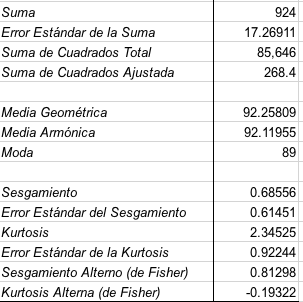 Suma 924
Error Estándar de la Suma 17.26911
Suma de Cuadrados Total 85,646
Suma de Cuadrados Ajustada 268.4
Media Geométrica 92.25809
Media Armónica 92.11955
Moda 89
Sesgamiento 0.68556
Error Estándar del Sesgamiento 0.61451
Kurtosis 2.34525
Error Estándar de la Kurtosis 0.92244
Sesgamiento Alterno (de Fisher) 0.81298
Kurtosis Alterna (de Fisher) -0.19322